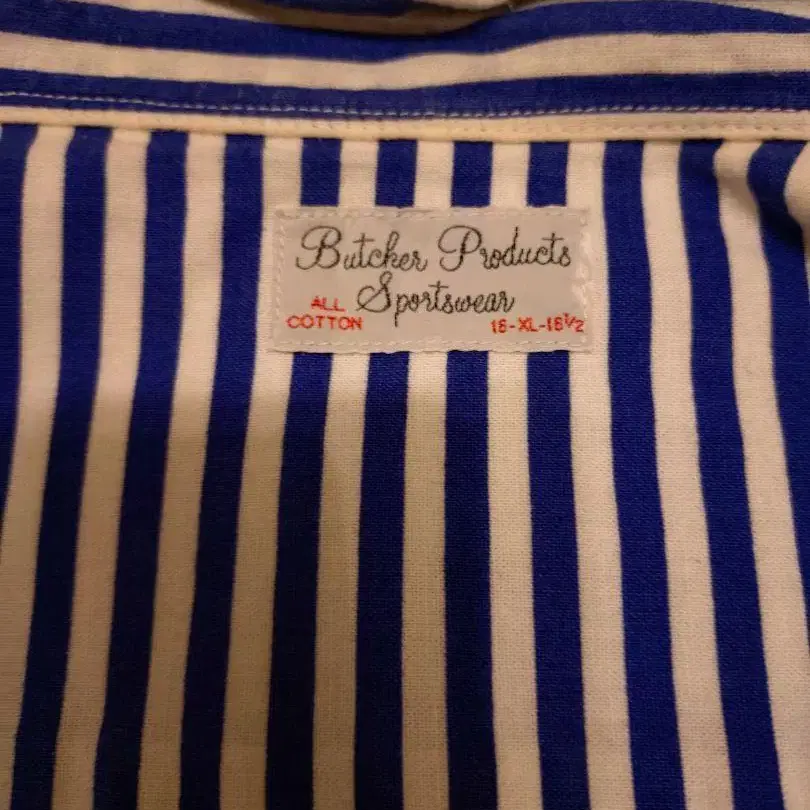 Butcher Products
Sportswear
ALL
COTTON
16-XL-16½